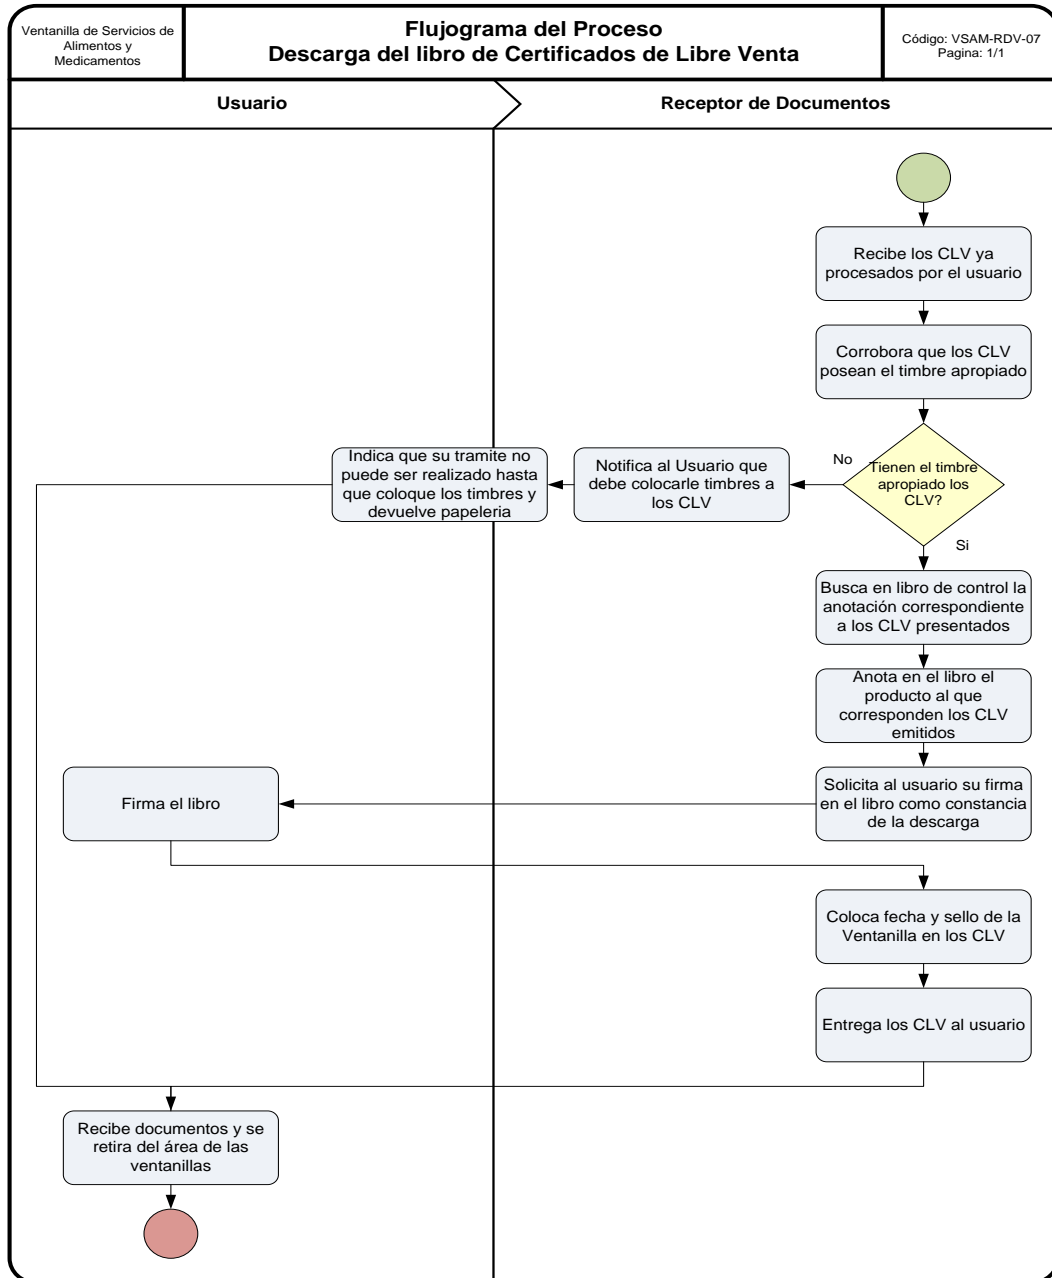 Ventanilla de Servicios de
Alimentos y
Medicamentos
Flujograma del Proceso
Descarga del libro de Certificados de Libre Venta
Código: VSAM-RDV-07
Pagina: 1/1
Usuario
Receptor de Documentos
Recibe los CLV ya
procesados por el usuario
Corrobora que los CLV
posean el timbre apropiado
Tienen el timbre
apropiado los
CLV?
No
Notifica al Usuario que
debe colocarle timbres a
los CLV
Indica que su tramite no
puede ser realizado hasta
que coloque los timbres y
devuelve papeleria
Si
Busca en libro de control la
anotación correspondiente
a los CLV presentados
Anota en el libro el
producto al que
corresponden los CLV
emitidos
Solicita al usuario su firma
en el libro como constancia
de la descarga
Firma el libro
Coloca fecha y sello de la
Ventanilla en los CLV
Entrega los CLV al usuario
Recibe documentos y se
retira del área de las
ventanillas